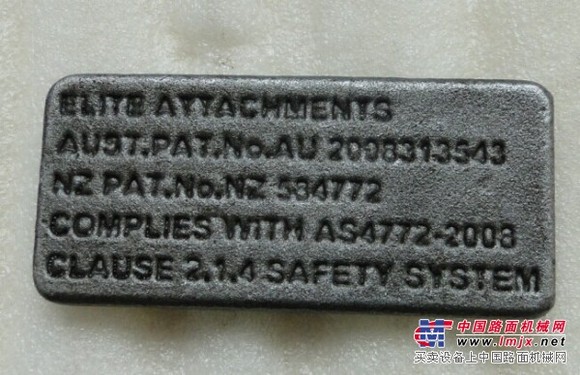 ELITE ATTACHMENTS
AUST.PAT.No.AU 2008313543
NZ PAT.No.NZ 584772
COMPLIES WITH AS4772-2008
CLAUSE 2.1.4 SAFETY SYSTEM
中国路面机械网
www.lmjx.net
买卖设备上中国路面机械网